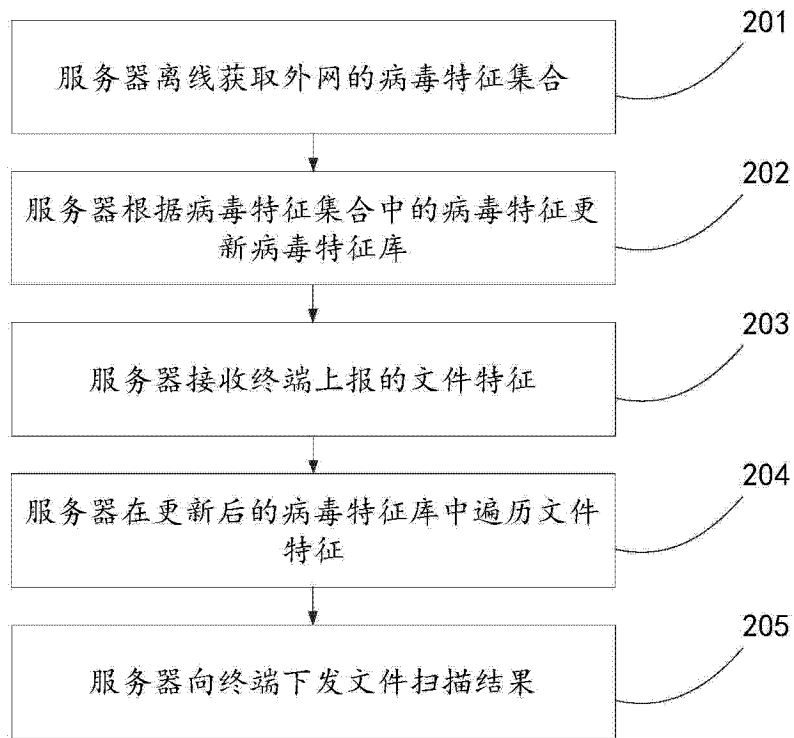 201
服务器离线获取外网的病毒特征集合
202
服务器根据病毒特征集合中的病毒特征更
新病毒特征库
203
服务器接收终端上报的文件特征
204
服务器在更新后的病毒特征库中遍历文件
特征
205
服务器向终端下发文件扫描结果